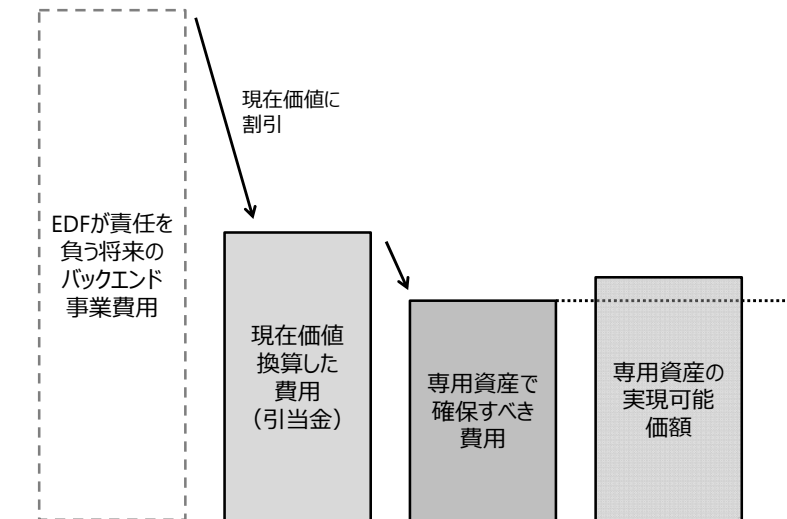 現在価値に
割引
EDFが責任を
負う将来の
バックエンド
事業費用
現在価値
換算した
費用
（引当金）
専用資産で
確保すべき
費用
専用資産の
実現可能
価額